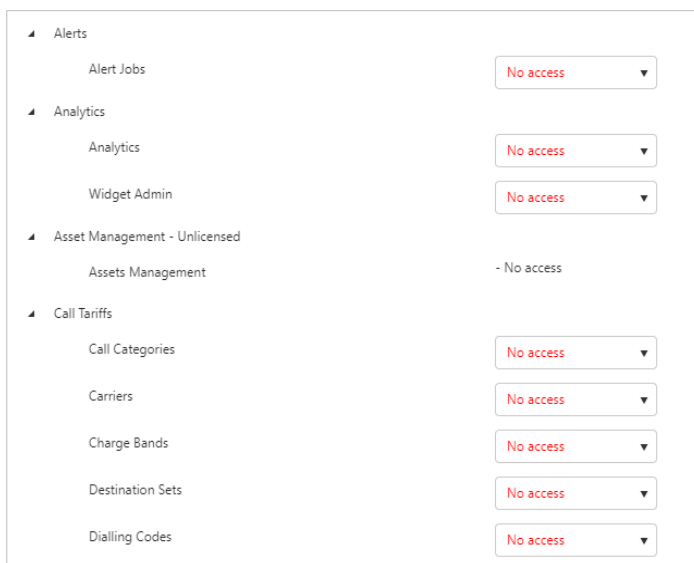 Alerts
Alert Jobs No access
Analytics
Analytics No access
Widget Admin No access
Asset Management - Unlicensed
Assets Management - No access
Call Tariffs
Call Categories No access
Carriers No access
Charge Bands No access
Destination Sets No access
Dialling Codes No access